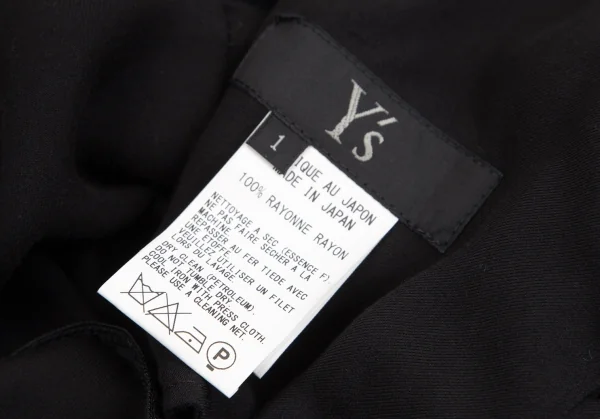 Y's
1
IQUE AU JAPON
DE IN JAPAN
100% RAYONNE RAYON
NETTOYAGE A SEC (ESSENCE F).
NE PAS FAIRE SECHER A LA
MACHINE.
REPASSER AU FER TIEDE AVEC
UNE ETOFFE.
VEUILLEZ UTILISER UN FILET
LORS DU LAVAGE.
DRY CLEAN (PETROLEUM).
DO NOT TUMBLE DRY.
COOL IRON WITH PRESS CLOTH.
PLEASE USE A CLEANING NET.
P